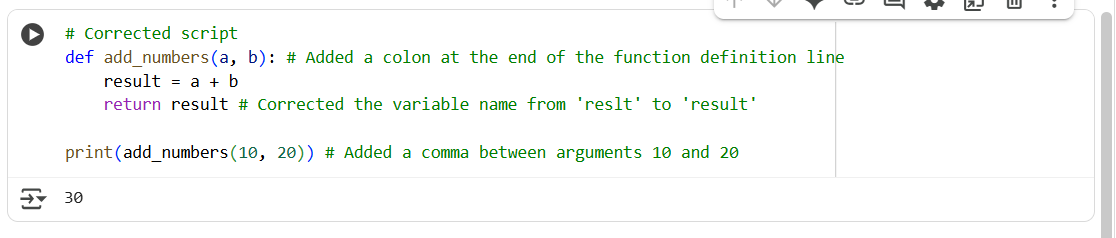 # Corrected script
def add_numbers(a, b): # Added a colon at the end of the function definition line
    result = a + b
    return result # Corrected the variable name from 'reslt' to 'result'
print(add_numbers(10, 20)) # Added a comma between arguments 10 and 20
30